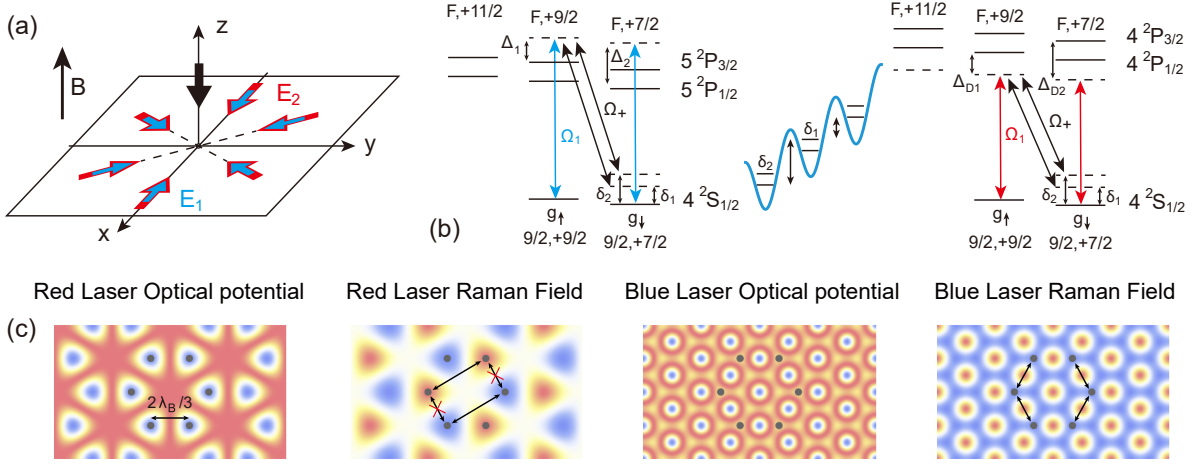 (a)
z
B
E₂
y
E₁
x
(b)
F,+11/2
F,+9/2
F,+7/2
Δ₁
Δ₂
5 ²P₃/₂
5 ²P₁/₂
Ω₁
Ω₊
δ₂
δ₁
4 ²S₁/₂
g↑
g↓
9/2,+9/2
9/2,+7/2
δ₂
δ₁
F,+11/2
F,+9/2
F,+7/2
4 ²P₃/₂
4 ²P₁/₂
Δ_D1
Δ_D2
Ω₁
Ω₊
δ₂
δ₁
4 ²S₁/₂
g↑
g↓
9/2,+9/2
9/2,+7/2
Red Laser Optical potential
Red Laser Raman Field
Blue Laser Optical potential
Blue Laser Raman Field
(c)
2λ_B/3